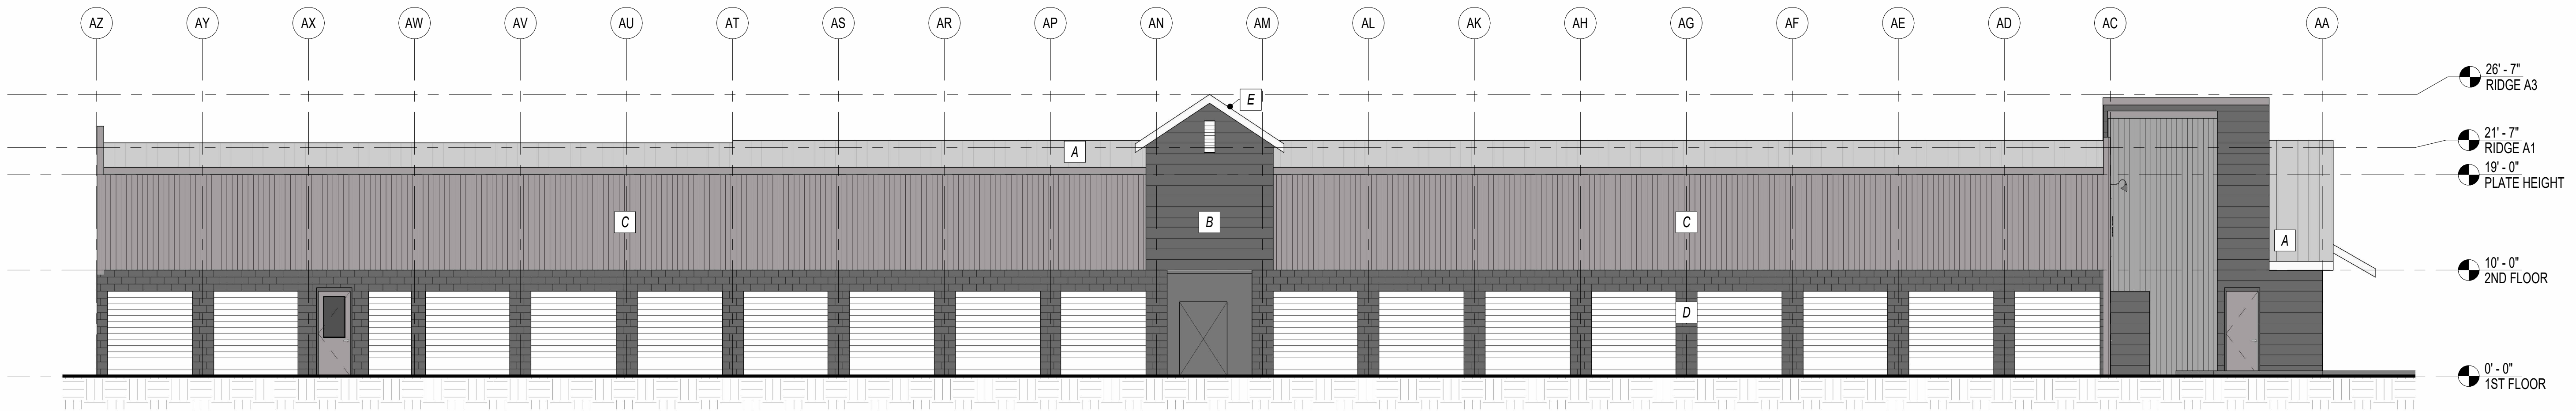 AZ AY AX AW AV AU AT AS AR AP AN AM AL AK AH AG AF AE AD AC AA
26' - 7"
RIDGE A3
E
21' - 7"
RIDGE A1
A
19' - 0"
PLATE HEIGHT
C
B
C
A
10' - 0"
2ND FLOOR
D
0' - 0"
1ST FLOOR